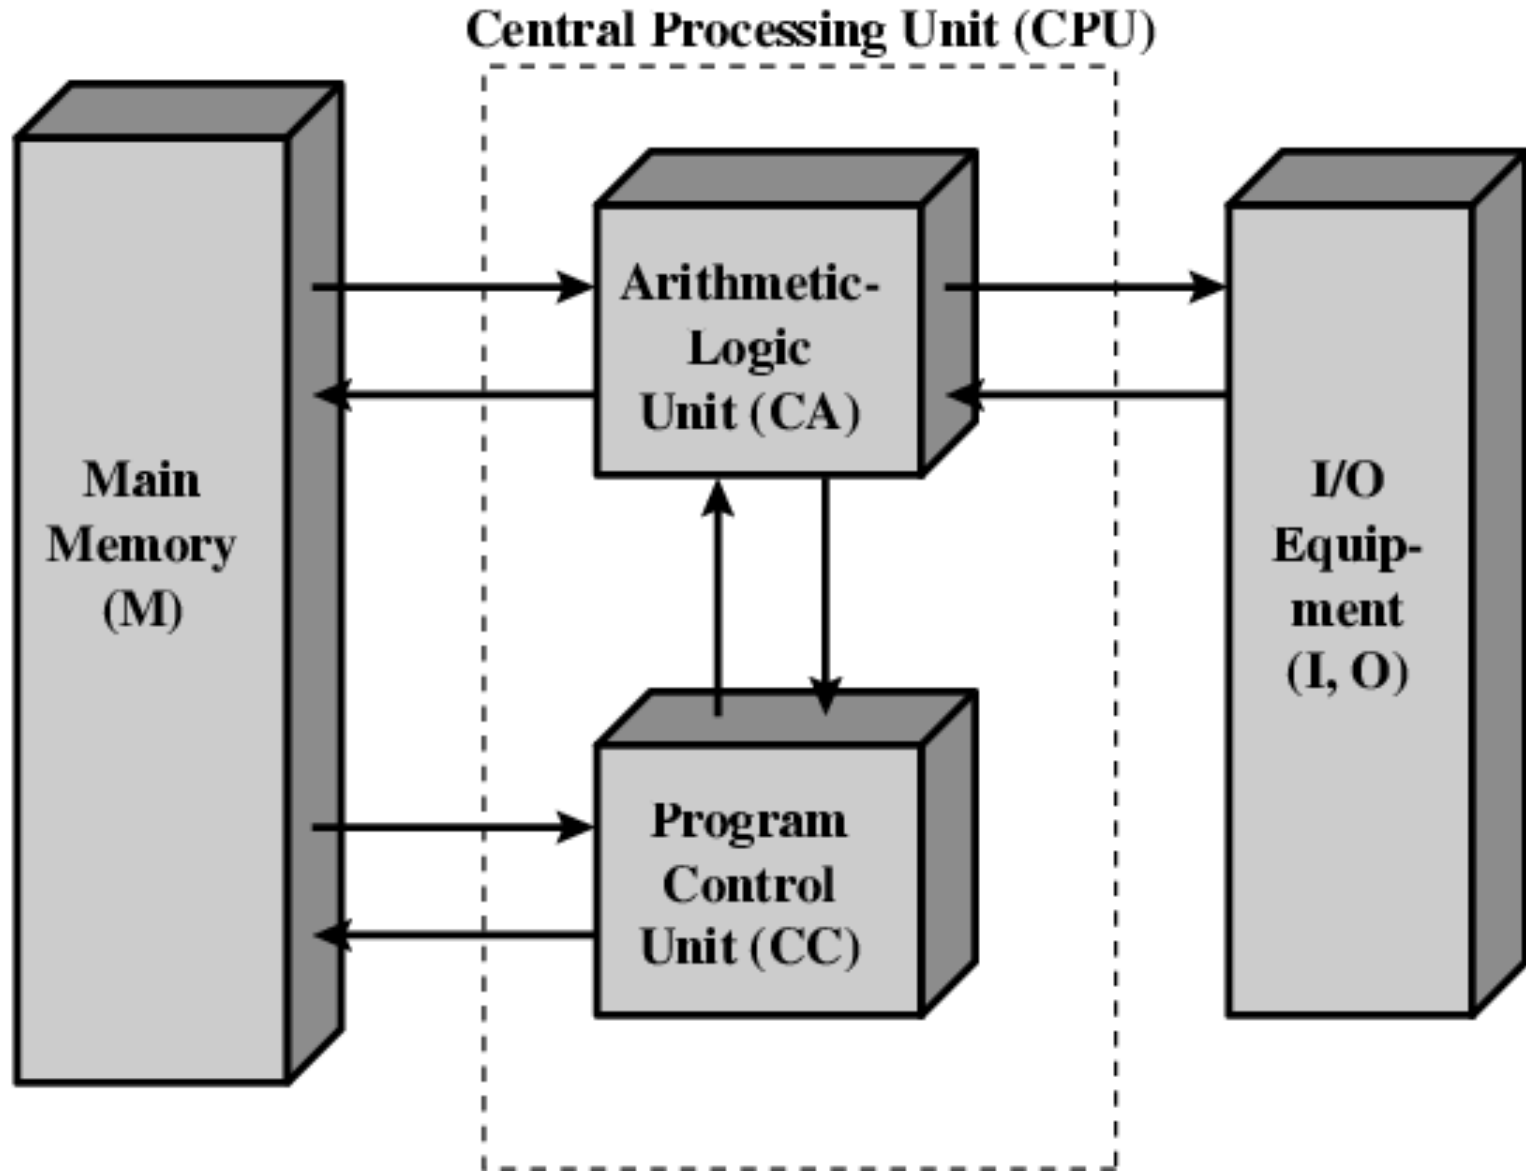 Central Processing Unit (CPU)
Main
Memory
(M)
Arithmetic-
Logic
Unit (CA)
Program
Control
Unit (CC)
I/O
Equip-
ment
(I, O)